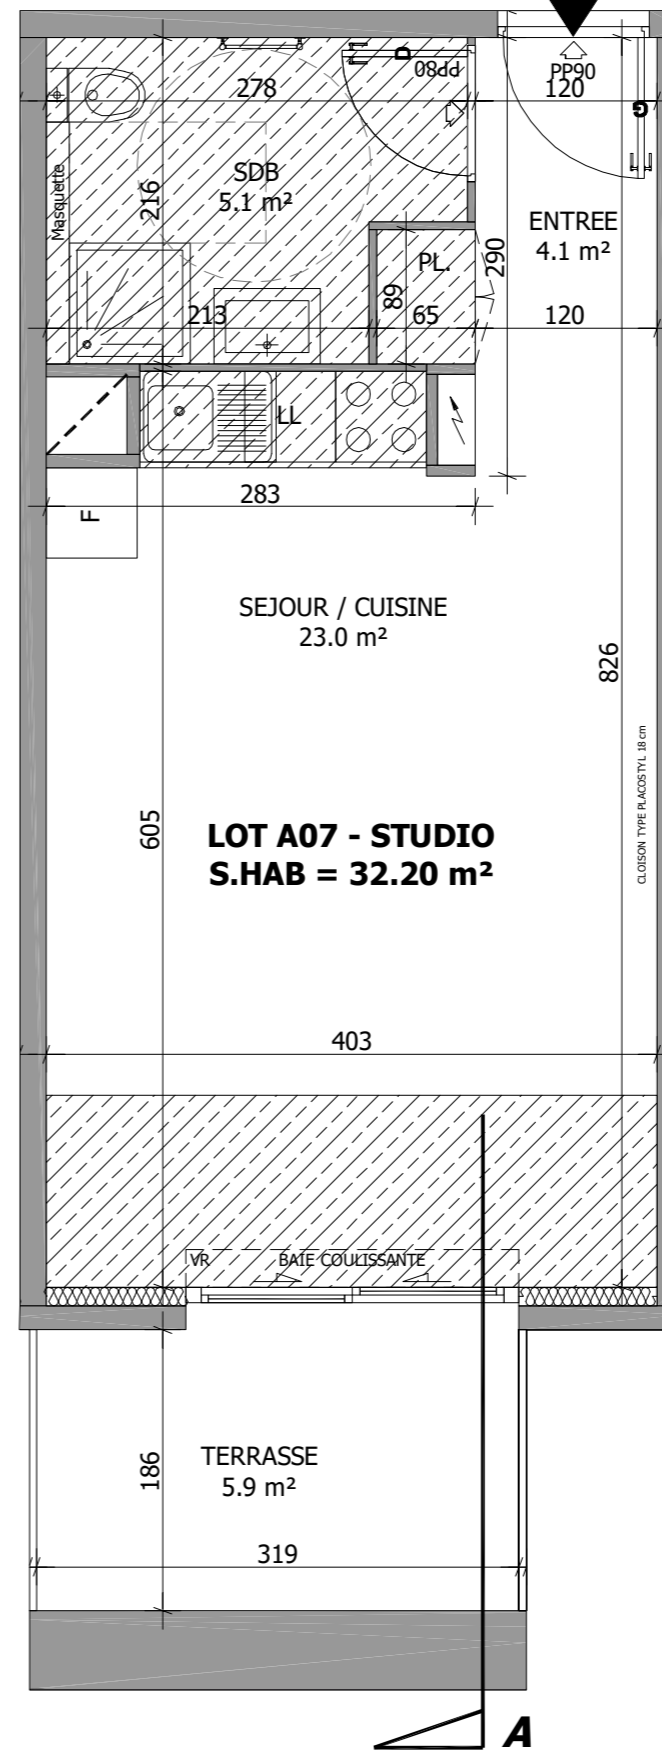 PP80
D
PP90
278
120
G
SDB
5.1 m²
Masquette
216
ENTREE
4.1 m²
PL.
290
89
213
65
120
LL
283
F
SEJOUR / CUISINE
23.0 m²
826
CLOISON TYPE PLACOSTYL 18 cm
605
LOT A07 - STUDIO
S.HAB = 32.20 m²
403
VR
BAIE COULISSANTE
TERRASSE
5.9 m²
186
319
A